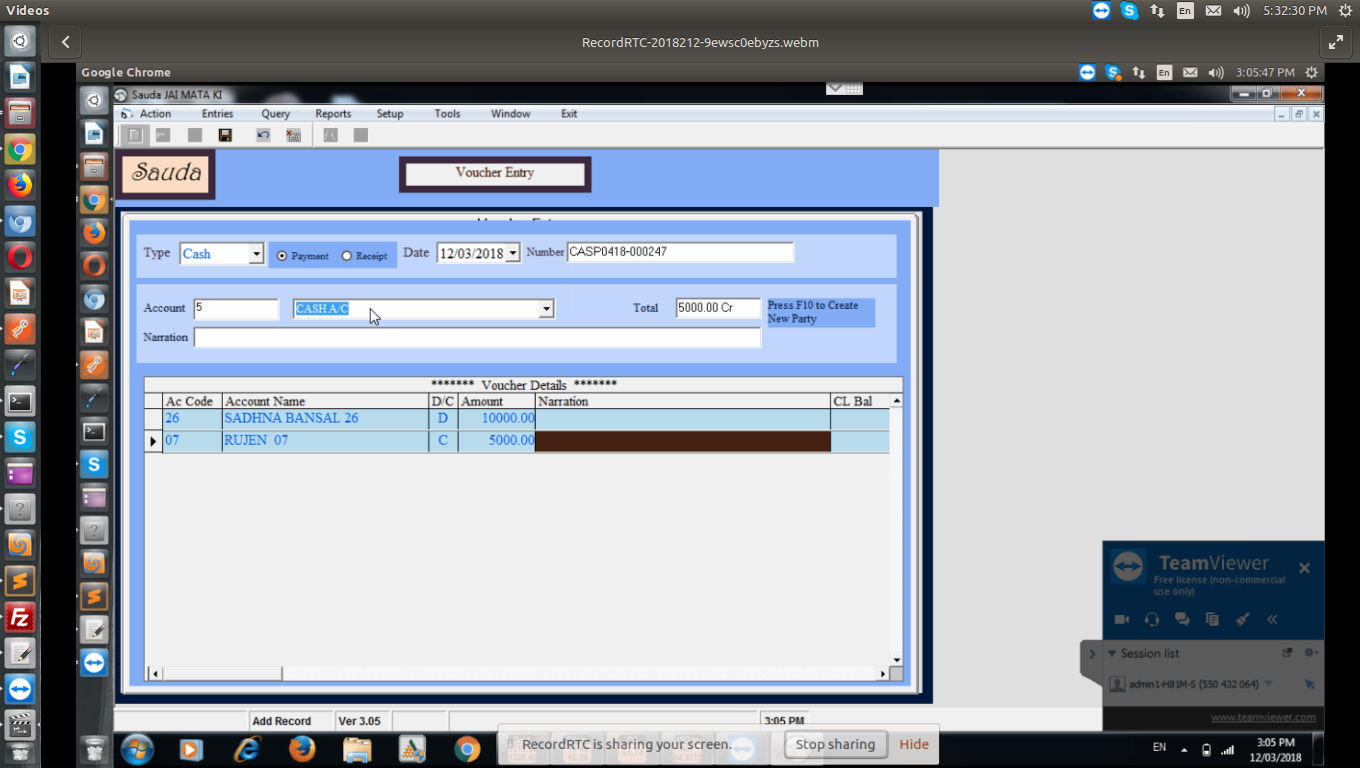 Videos
En
5:32:30 PM
RecordRTC-2018212-9ewsc0ebyzs.webm
Google Chrome
En
3:05:47 PM
Sauda JAI MATA KI
Action Entries Query Reports Setup Tools Window Exit
Sauda
Voucher Entry
Type Cash Payment Receipt Date 12/03/2018 Number CASP0418-000247
Account 5 CASH A/C Total 5000.00 Cr
Press F10 to Create
New Party
Narration
******* Voucher Details *******
Ac Code Account Name D/C Amount Narration CL Bal
26 SADHNA BANSAL 26 D 10000.00
07 RUJEN 07 C 5000.00
TeamViewer
Free license (non-commercial
use only)
Session list
admin1-H81M-S (550 432 064)
www.teamviewer.com
Add Record Ver 3.05 3:05 PM
RecordRTC is sharing your screen. Stop sharing Hide
EN
3:05 PM
12/03/2018